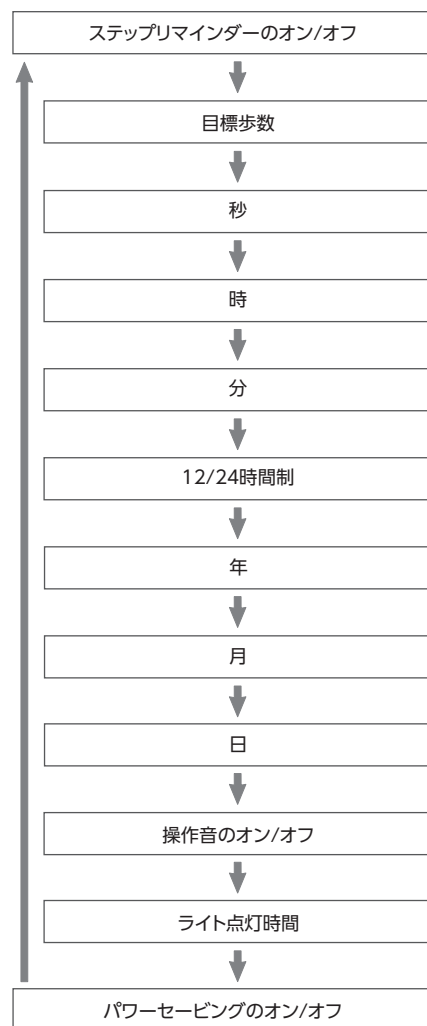 ステップリマインダーのオン/オフ
目標歩数
秒
時
分
12/24時間制
年
月
日
操作音のオン/オフ
ライト点灯時間
パワーセービングのオン/オフ